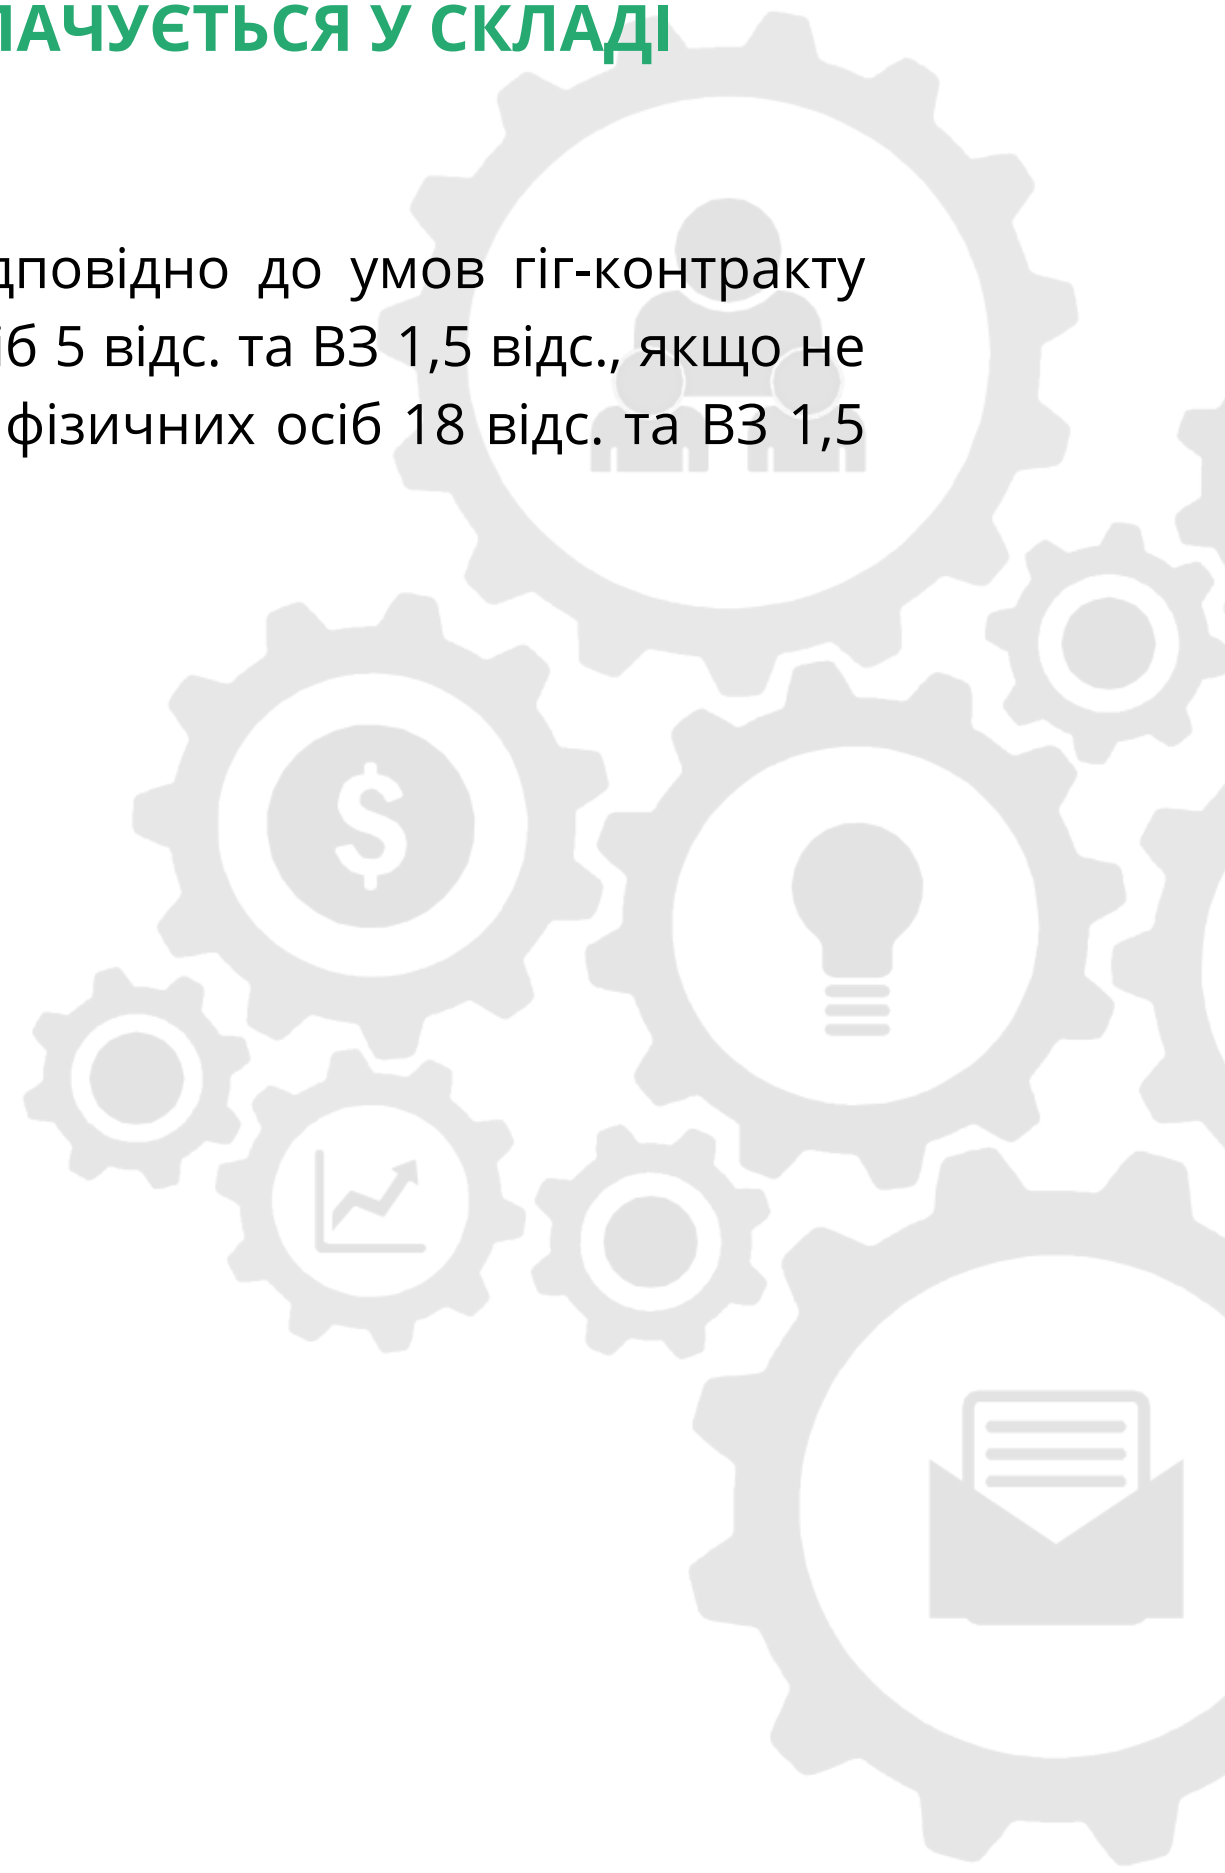 ЛАЧУЄТЬСЯ У СКЛАДІ
дповідно до умов гіг-контракту
іб 5 відс. та ВЗ 1,5 відс., якщо не
фізичних осіб 18 відс. та ВЗ 1,5